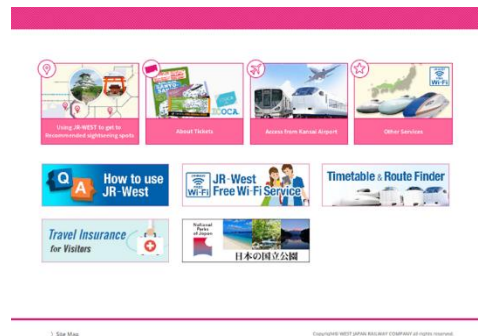 Using JR-WEST to get to
Recommended sightseeing spots
About Tickets
ICOCA
Access from Kansai Airport
Wi-Fi
Other Services
Q
A
How to use
JR-West
Wi-Fi
JR-West
Free Wi-Fi Service
Timetable & Route Finder
Travel Insurance
for Visitors
National
Parks
of Japan
日本の国立公園
Site Map
Copyright© WEST JAPAN RAILWAY COMPANY all rights reserved.